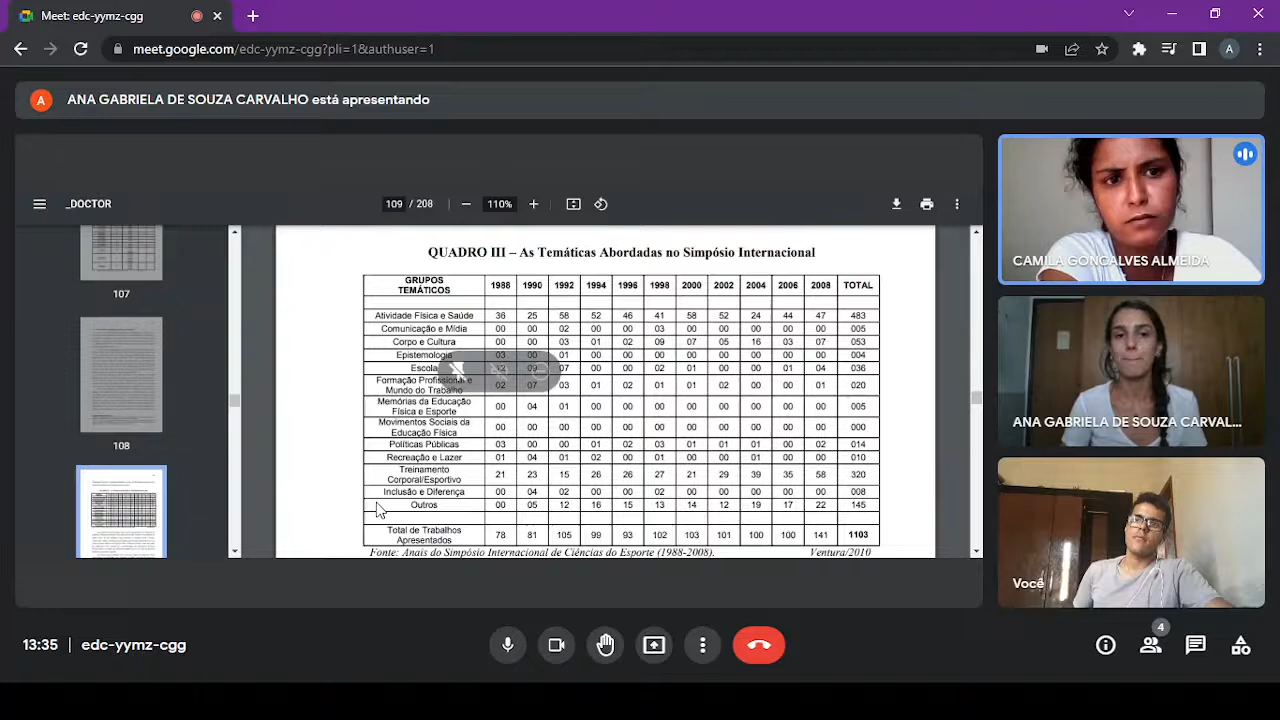 Meet: edc-yymz-cgg
meet.google.com/edc-yymz-cgg?pli=1&authuser=1
A
A ANA GABRIELA DE SOUZA CARVALHO está apresentando
_DOCTOR 109 / 208 110%
107
108
QUADRO III – As Temáticas Abordadas no Simpósio Internacional
GRUPOS TEMÁTICOS 1988 1990 1992 1994 1996 1998 2000 2002 2004 2006 2008 TOTAL
Atividade Física e Saúde 36 25 58 52 46 41 58 52 24 44 47 483
Comunicação e Mídia 00 00 02 00 00 03 00 00 00 00 00 005
Corpo e Cultura 00 00 03 01 02 09 07 05 16 03 07 053
Epistemologia 03 00 01 00 00 00 00 00 00 00 00 004
Escola 09 07 00 00 02 01 00 00 01 04 036
Formação Profissional e Mundo do Trabalho 02 07 03 01 02 01 01 02 00 00 01 020
Memórias da Educação Física e Esporte 00 04 01 00 00 00 00 00 00 00 00 005
Movimentos Sociais da Educação Física 00 00 00 00 00 00 00 00 00 00 00 000
Políticas Públicas 03 00 00 01 02 03 01 01 01 00 02 014
Recreação e Lazer 01 04 01 02 00 00 01 00 01 00 00 010
Treinamento Corporal/Esportivo 21 23 15 26 26 27 21 29 39 35 58 320
Inclusão e Diferença 00 04 02 00 00 02 00 00 00 00 00 008
Outros 00 05 12 16 15 13 14 12 19 17 22 145
Total de Trabalhos Apresentados 78 81 105 99 93 102 103 101 100 100 141 1103
Fonte: Anais do Simpósio Internacional de Ciências do Esporte (1988-2008). Ventura/2010
CAMILA GONCALVES ALMEIDA
ANA GABRIELA DE SOUZA CARVAL...
Você
13:35 | edc-yymz-cgg
4